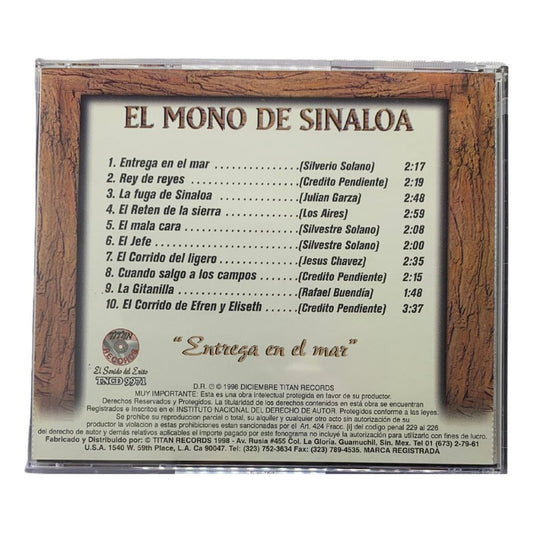 EL MONO DE SINALOA
1. Entrega en el mar ................(Silverio Solano) 2:17
2. Rey de reyes ................(Credito Pendiente) 2:19
3. La fuga de Sinaloa ................(Julian Garza) 2:48
4. El Reten de la sierra ................(Los Aires) 2:59
5. El mala cara ................(Silvestre Solano) 2:08
6. El Jefe ................(Silvestre Solano) 2:00
7. El Corrido del ligero ................(Jesus Chavez) 2:35
8. Cuando salgo a los campos ......(Credito Pendiente) 2:15
9. La Gitanilla ................(Rafael Buendía) 1:48
10. El Corrido de Efren y Eliseth ....(Credito Pendiente) 3:37
"Entrega en el mar"
TITAN
RECORDS
El Sonido del Exito
TNCD 9971
D.R. © ℗ 1998 DICIEMBRE TITAN RECORDS
MUY IMPORTANTE: Esta es una obra intelectual protegida en favor de su productor.
Derechos Reservados y Protegidos. La titularidad de los derechos contenidos en esta obra se encuentran
Registrados e Inscritos en el INSTITUTO NACIONAL DEL DERECHO DE AUTOR. Protegidos conforme a las leyes.
Se prohibe su reproduccion parcial o total, su alquiler y cualquier otro acto sin autorización de su
productor la violacion a estas prohibiciones estan sancionadas por el Art. 424 Fracc. [i] del codigo penal 229 al 226
del derecho de autor y demás relativos aplicables el importe pagado por este fonograma no incluye la autorización para utilizarlo con fines de lucro.
Fabricado y Distribuido por: © TITAN RECORDS 1998 - Av. Rusia #455 Col. La Gloria. Guamuchil, Sin. Mex. Tel. 01 (673) 2-79-61
U.S.A. 1540 W. 59th Place., L.A. Ca 90047. Tel: (323) 752-3634 Fax: (323) 789-4535. MARCA REGISTRADA